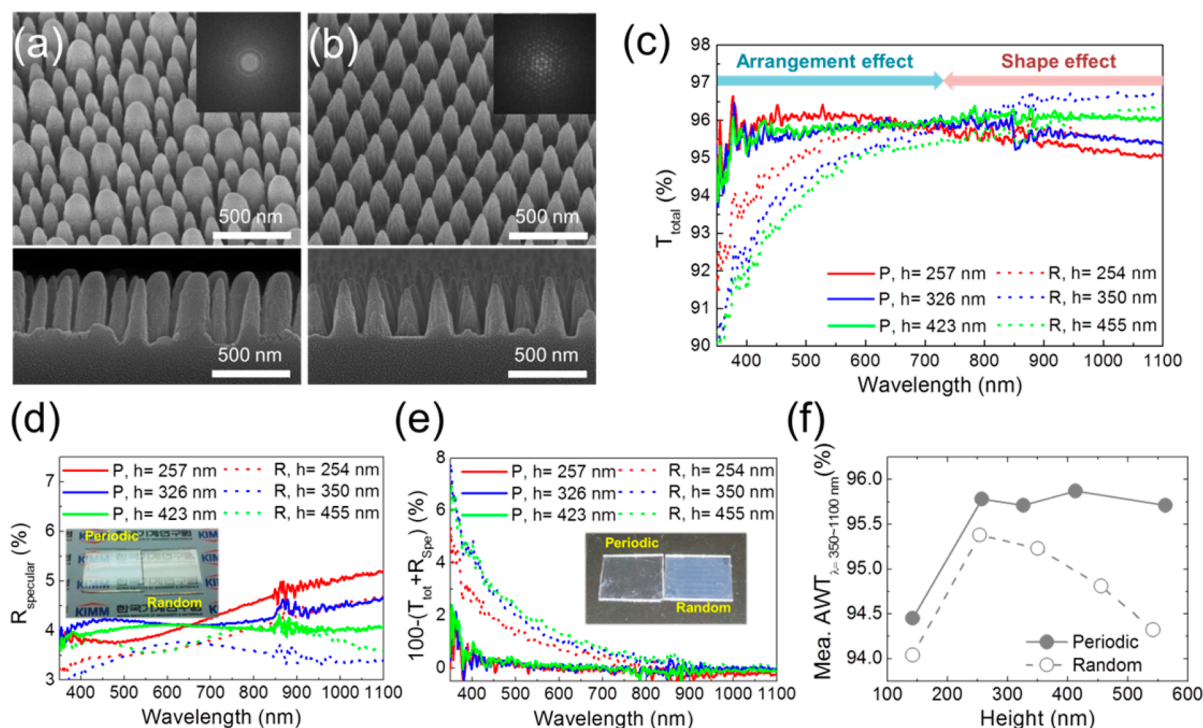 (a)
500 nm
500 nm
(b)
500 nm
500 nm
(c)
Arrangement effect
Shape effect
T total (%)
98
97
96
95
94
93
92
91
90
P, h= 257 nm
R, h= 254 nm
P, h= 326 nm
R, h= 350 nm
P, h= 423 nm
R, h= 455 nm
400 500 600 700 800 900 1000 1100
Wavelength (nm)
(d)
R specular (%)
7
6
5
4
3
P, h= 257 nm
R, h= 254 nm
P, h= 326 nm
R, h= 350 nm
P, h= 423 nm
R, h= 455 nm
Periodic
KIMM
Random
400 500 600 700 800 900 1000 1100
Wavelength (nm)
(e)
100-(T tot +R Spe) (%)
8
6
4
2
0
P, h= 257 nm
R, h= 254 nm
P, h= 326 nm
R, h= 350 nm
P, h= 423 nm
R, h= 455 nm
Periodic
Random
400 500 600 700 800 900 1000 1100
Wavelength (nm)
(f)
Mea. AWT λ= 350~1100 nm (%)
96.0
95.5
95.0
94.5
94.0
Periodic
Random
100 200 300 400 500 600
Height (nm)